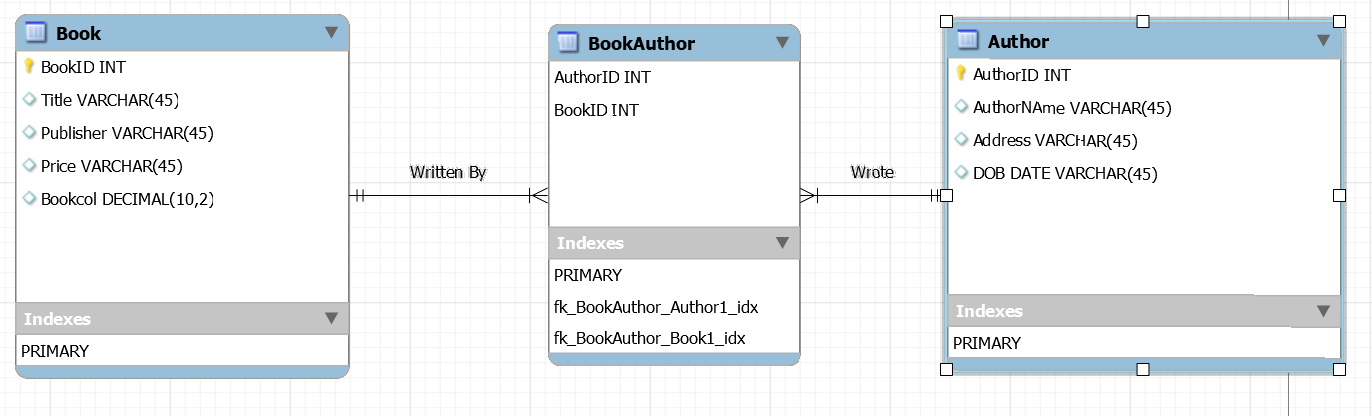 Book
BookID INT
Title VARCHAR(45)
Publisher VARCHAR(45)
Price VARCHAR(45)
Bookcol DECIMAL(10,2)
Indexes
PRIMARY
Written By
BookAuthor
AuthorID INT
BookID INT
Indexes
PRIMARY
fk_BookAuthor_Author1_idx
fk_BookAuthor_Book1_idx
Wrote
Author
AuthorID INT
AuthorNAme VARCHAR(45)
Address VARCHAR(45)
DOB DATE VARCHAR(45)
Indexes
PRIMARY